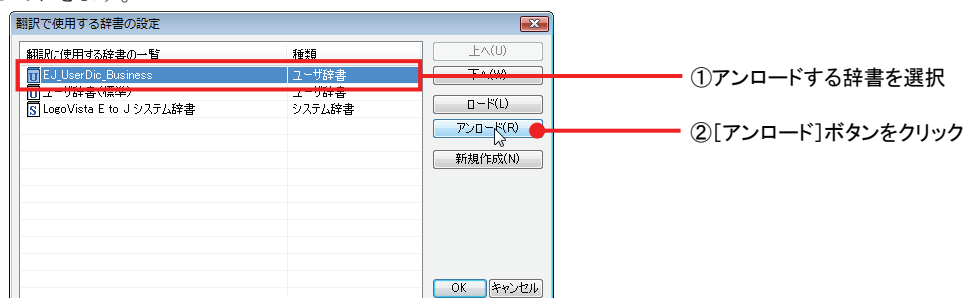 翻訳で使用する辞書の設定
翻訳に使用する辞書の一覧 種類
EJ_UserDic_Business ユーザ辞書
ユーザ辞書(標準) ユーザ辞書
LogoVista E to J システム辞書 システム辞書
上へ(U)
下へ(W)
ロード(L)
アンロード(R)
新規作成(N)
OK キャンセル
①アンロードする辞書を選択
②[アンロード]ボタンをクリック